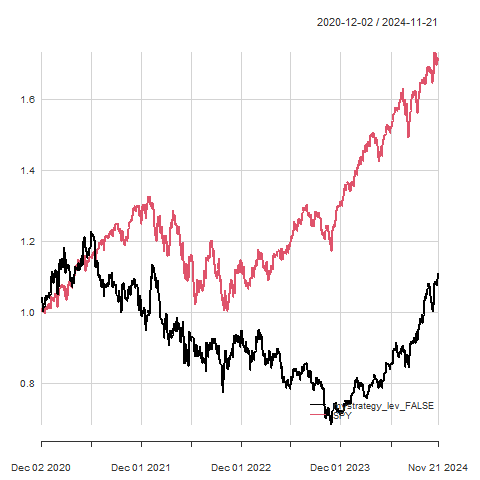 2020-12-02 / 2024-11-21
1.6
1.4
1.2
1.0
0.8
strategy_lev_FALSE
SPY
Dec 02 2020
Dec 01 2021
Dec 01 2022
Dec 01 2023
Nov 21 2024